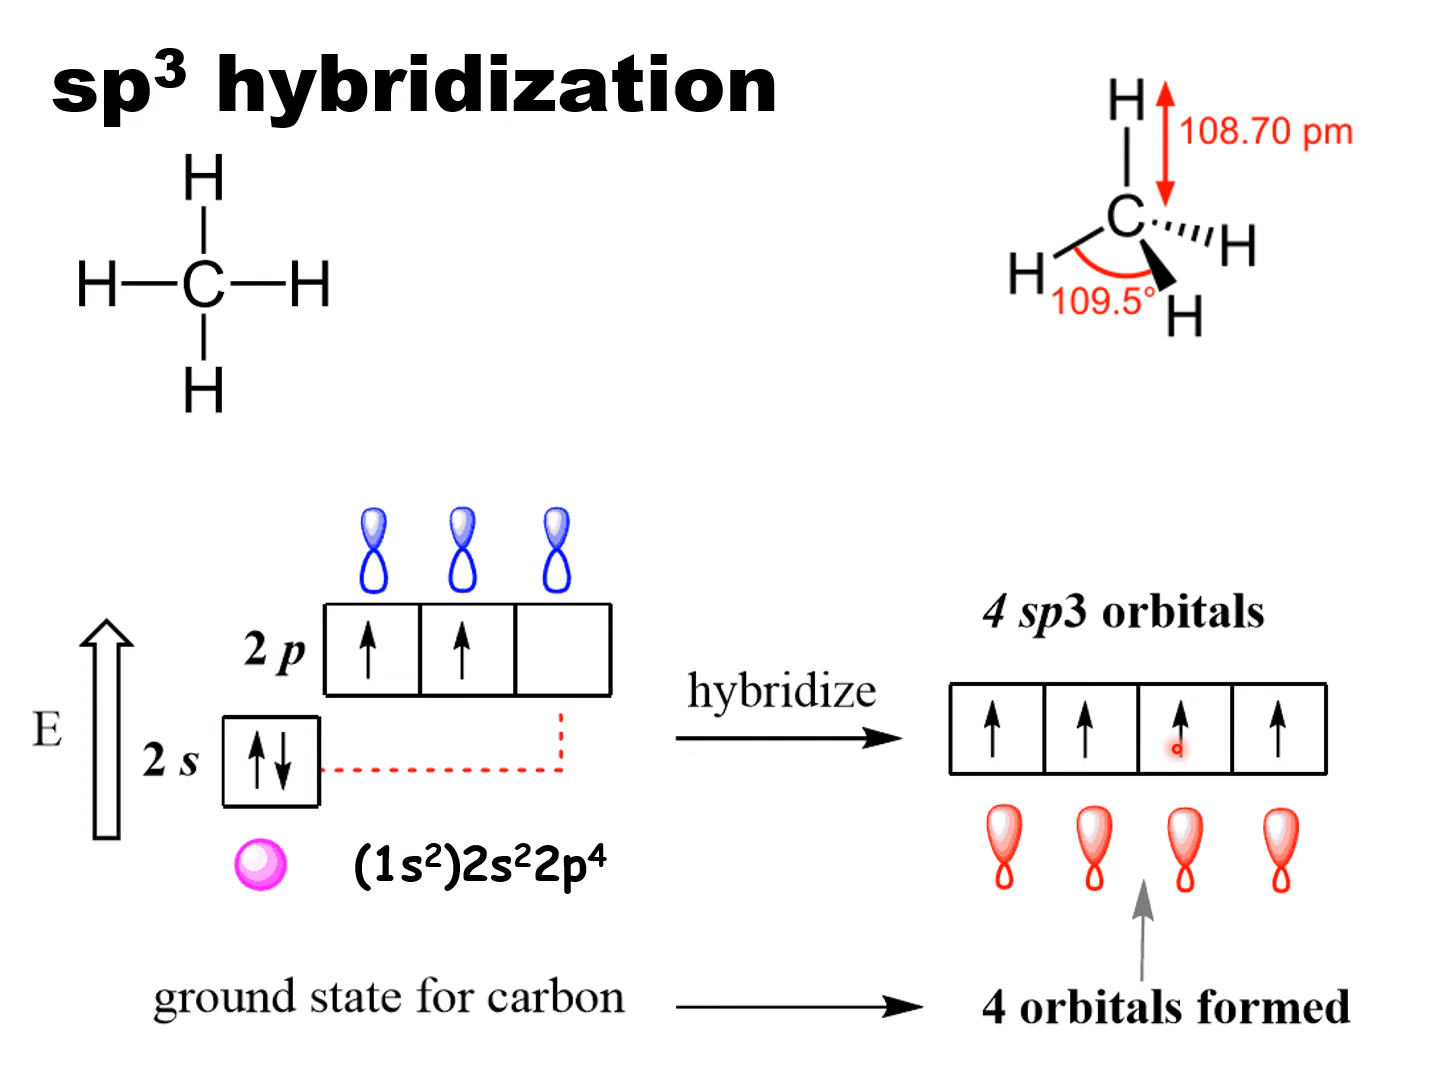 sp³ hybridization
H
H C H
H
H
108.70 pm
C
H
H
109.5°
H
4 sp3 orbitals
2 p
hybridize
E
2 s
(1s²)2s²2p⁴
ground state for carbon
4 orbitals formed